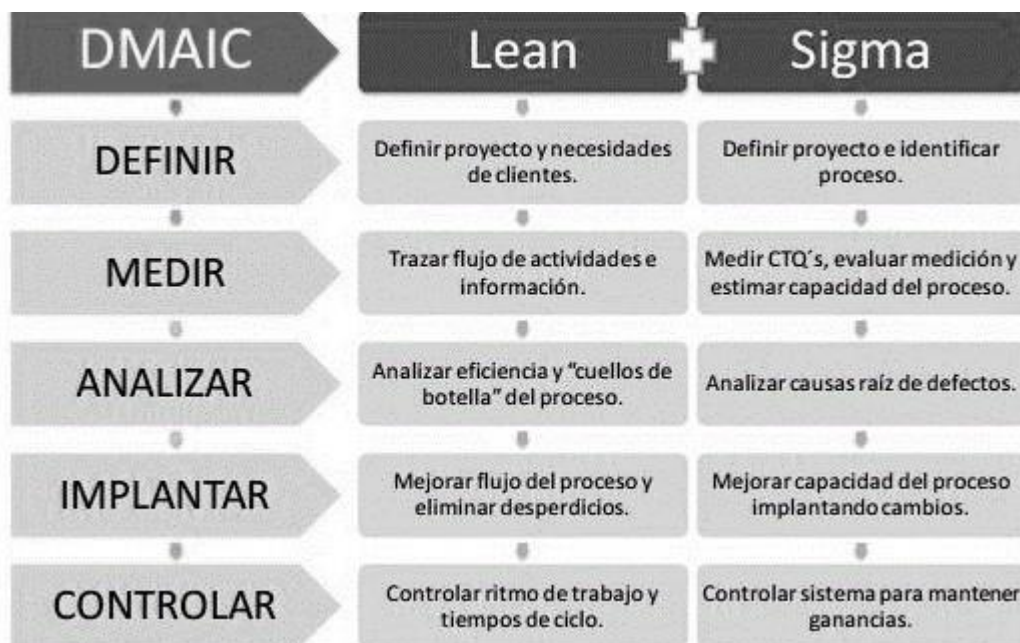 DMAIC
Lean
Sigma
DEFINIR
Definir proyecto y necesidades
de clientes.
Definir proyecto e identificar
proceso.
MEDIR
Trazar flujo de actividades e
información.
Medir CTQ´s, evaluar medición y
estimar capacidad del proceso.
ANALIZAR
Analizar eficiencia y “cuellos de
botella” del proceso.
Analizar causas raíz de defectos.
IMPLANTAR
Mejorar flujo del proceso y
eliminar desperdicios.
Mejorar capacidad del proceso
implantando cambios.
CONTROLAR
Controlar ritmo de trabajo y
tiempos de ciclo.
Controlar sistema para mantener
ganancias.